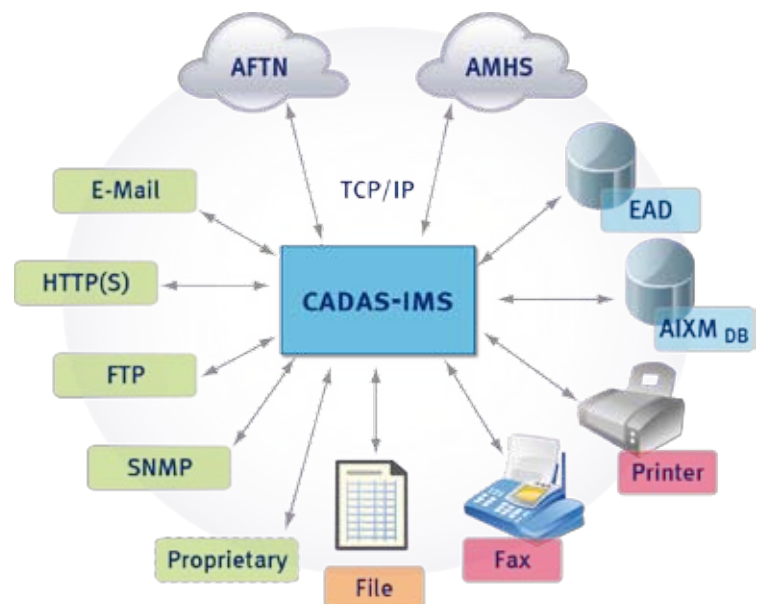 AFTN
AMHS
TCP/IP
E-Mail
EAD
HTTP(S)
CADAS-IMS
AIXM DB
FTP
SNMP
Printer
Proprietary
Fax
File